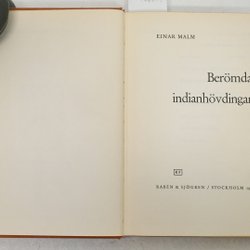 EINAR MALM
Berömda
indianhövdingar
RABÉN & SJÖGREN / STOCKHOLM